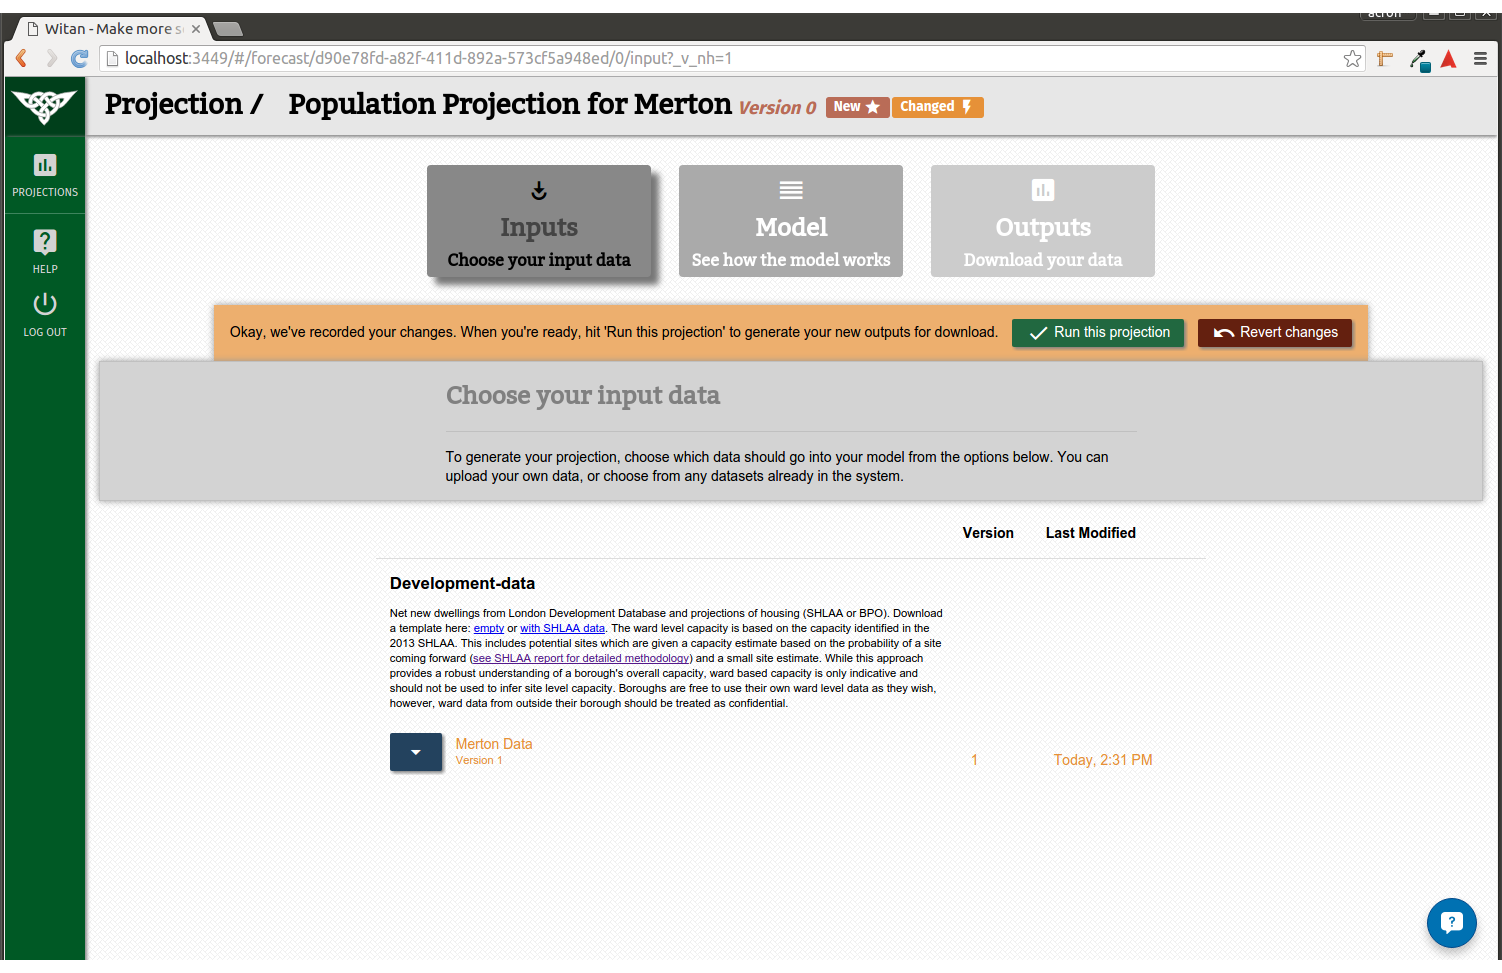 Witan - Make more s
localhost:3449/#/forecast/d90e78fd-a82f-411d-892a-573cf5a948ed/0/input?_v_nh=1
Projection / Population Projection for Merton Version 0 New Changed
PROJECTIONS
HELP
LOG OUT
Inputs
Choose your input data
Model
See how the model works
Outputs
Download your data
Okay, we've recorded your changes. When you're ready, hit 'Run this projection' to generate your new outputs for download. Run this projection Revert changes
Choose your input data
To generate your projection, choose which data should go into your model from the options below. You can
upload your own data, or choose from any datasets already in the system.
Version Last Modified
Development-data
Net new dwellings from London Development Database and projections of housing (SHLAA or BPO). Download
a template here: empty or with SHLAA data. The ward level capacity is based on the capacity identified in the
2013 SHLAA. This includes potential sites which are given a capacity estimate based on the probability of a site
coming forward (see SHLAA report for detailed methodology) and a small site estimate. While this approach
provides a robust understanding of a borough's overall capacity, ward based capacity is only indicative and
should not be used to infer site level capacity. Boroughs are free to use their own ward level data as they wish,
however, ward data from outside their borough should be treated as confidential.
Merton Data
Version 1
1 Today, 2:31 PM